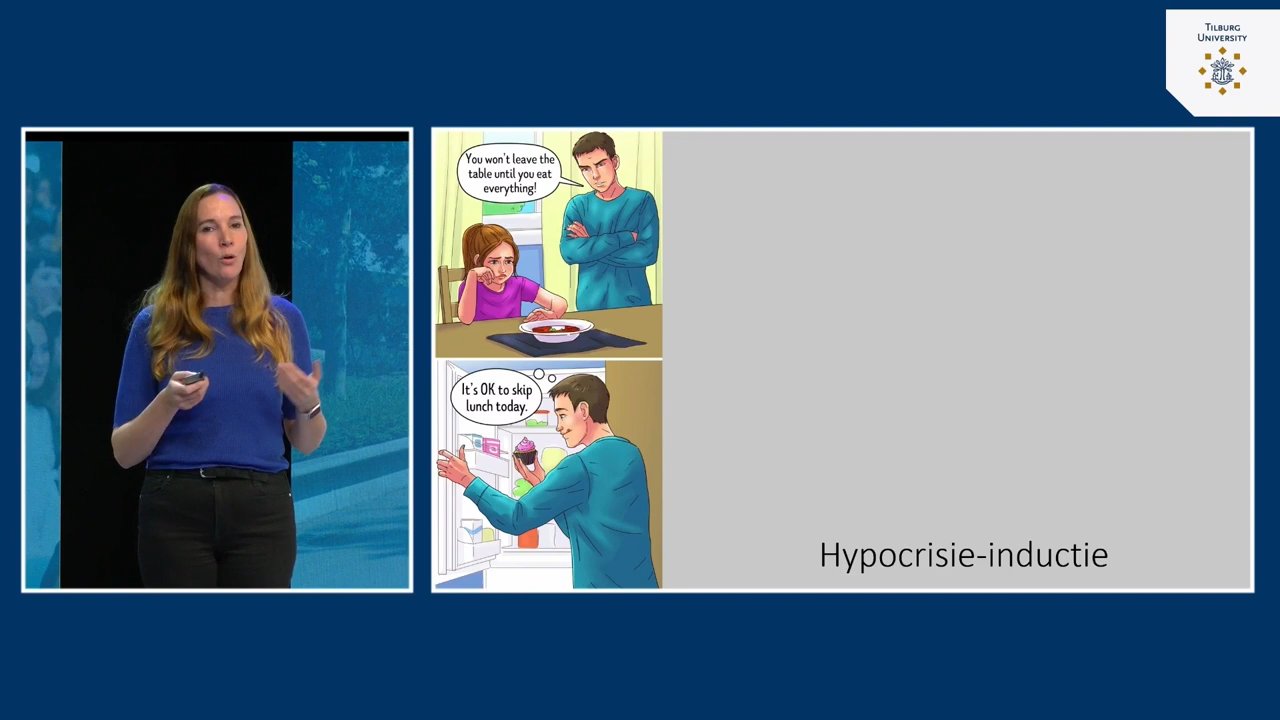 TILBURG
UNIVERSITY
You won't leave the
table until you eat
everything!
It's OK to skip
lunch today.
Hypocrisie-inductie